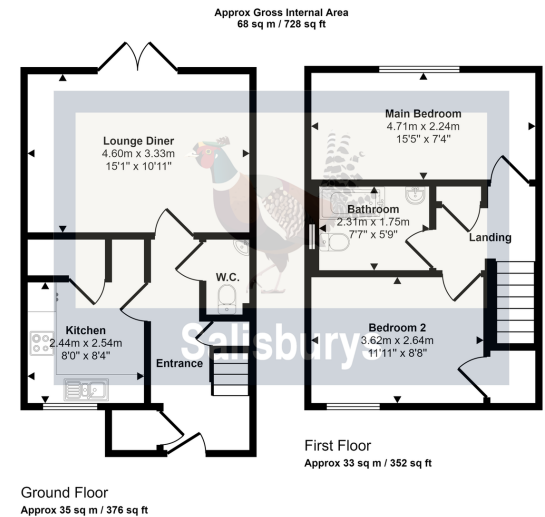 Approx Gross Internal Area
68 sq m / 728 sq ft
Lounge Diner
4.60m x 3.33m
15'1" x 10'11"
W.C.
Kitchen
2.44m x 2.54m
8'0" x 8'4"
Entrance
Main Bedroom
4.71m x 2.24m
15'5" x 7'4"
Bathroom
2.31m x 1.75m
7'7" x 5'9"
Landing
Bedroom 2
3.62m x 2.64m
11'11" x 8'8"
Salisburys
Ground Floor
Approx 35 sq m / 376 sq ft
First Floor
Approx 33 sq m / 352 sq ft